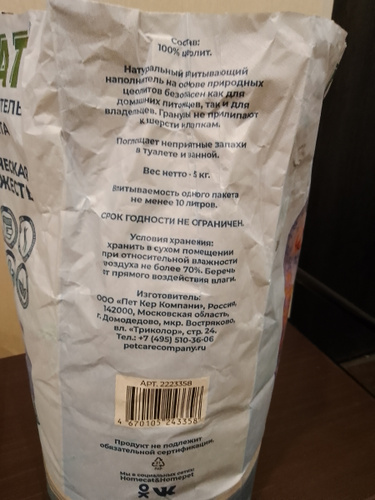 АТ
ТЕЛЬ
ТА
Состав:
100% цеолит.
Натуральный впитывающий
наполнитель на основе природных
цеолитов безопасен как для
домашних питомцев, так и для
владельцев. Гранулы не прилипают
к шерсти и лапкам.
Поглощает неприятные запахи
в туалете и ванной.
Вес нетто - 5 кг.
Впитываемость одного пакета
не менее 10 литров.
СРОК ГОДНОСТИ НЕ ОГРАНИЧЕН.
Условия хранения:
хранить в сухом помещении
при относительной влажности
воздуха не более 70%. Беречь
от прямого воздействия влаги.
Изготовитель:
ООО «Пет Кер Компани», Россия,
142000, Московская область,
г. Домодедово, мкр. Востряково,
вл. «Триколор», стр. 24.
Тел.: +7 (495) 510-36-06
petcarecompany.ru
АРТ. 2223358
4 670105 243358
Продукт не подлежит
обязательной сертификации.
Мы в социальных сетях:
Homecat&Homepet